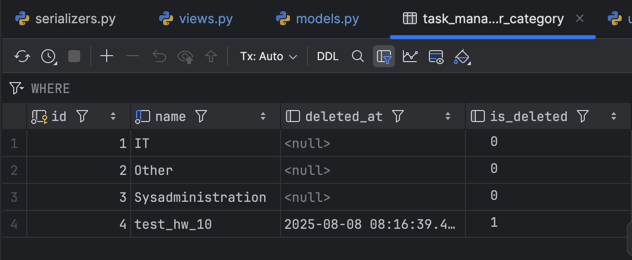 serializers.py views.py models.py task_mana...r_category
Tx: Auto DDL
WHERE
id name deleted_at is_deleted
1 1 IT <null> 0
2 2 Other <null> 0
3 3 Sysadministration <null> 0
4 4 test_hw_10 2025-08-08 08:16:39.4... 1